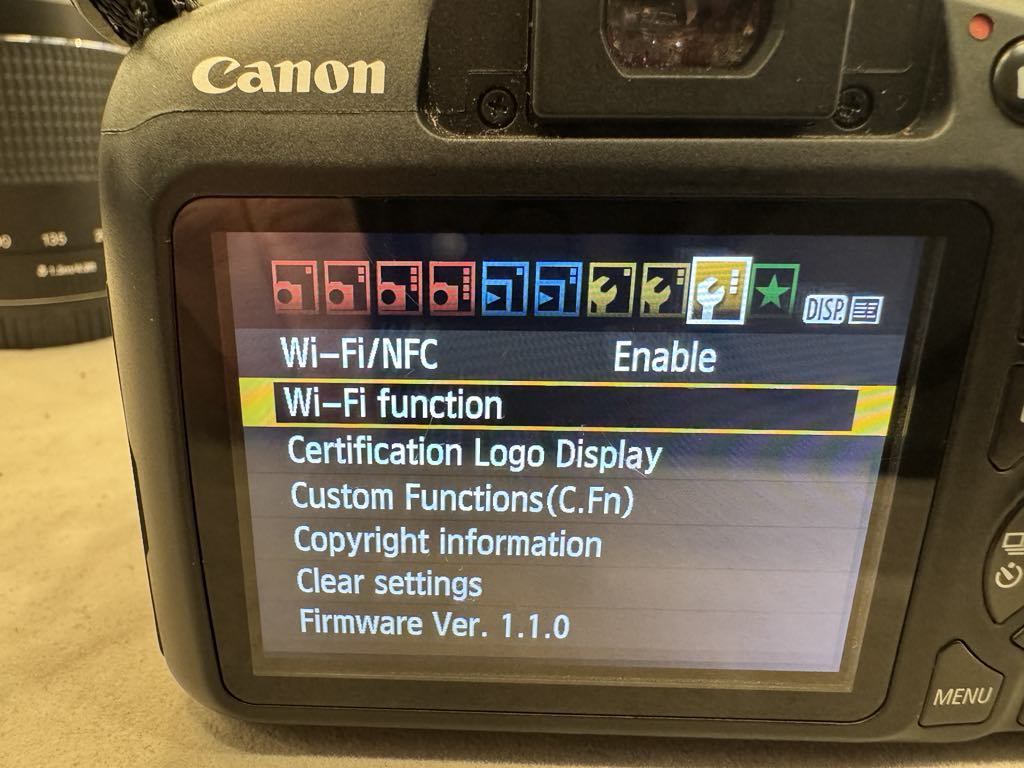 Canon
135
DISP.
Wi-Fi/NFC Enable
Wi-Fi function
Certification Logo Display
Custom Functions(C.Fn)
Copyright information
Clear settings
Firmware Ver. 1.1.0
MENU